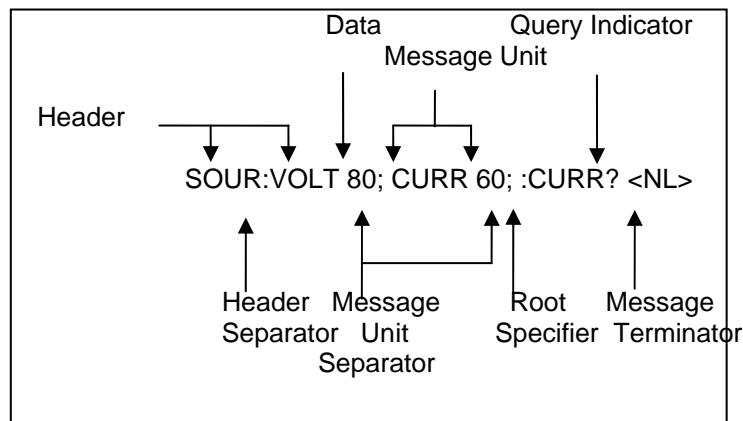 Data Query Indicator
Message Unit
Header
SOUR:VOLT 80; CURR 60; :CURR? <NL>
Header Message Root Message
Separator Unit Specifier Terminator
Separator